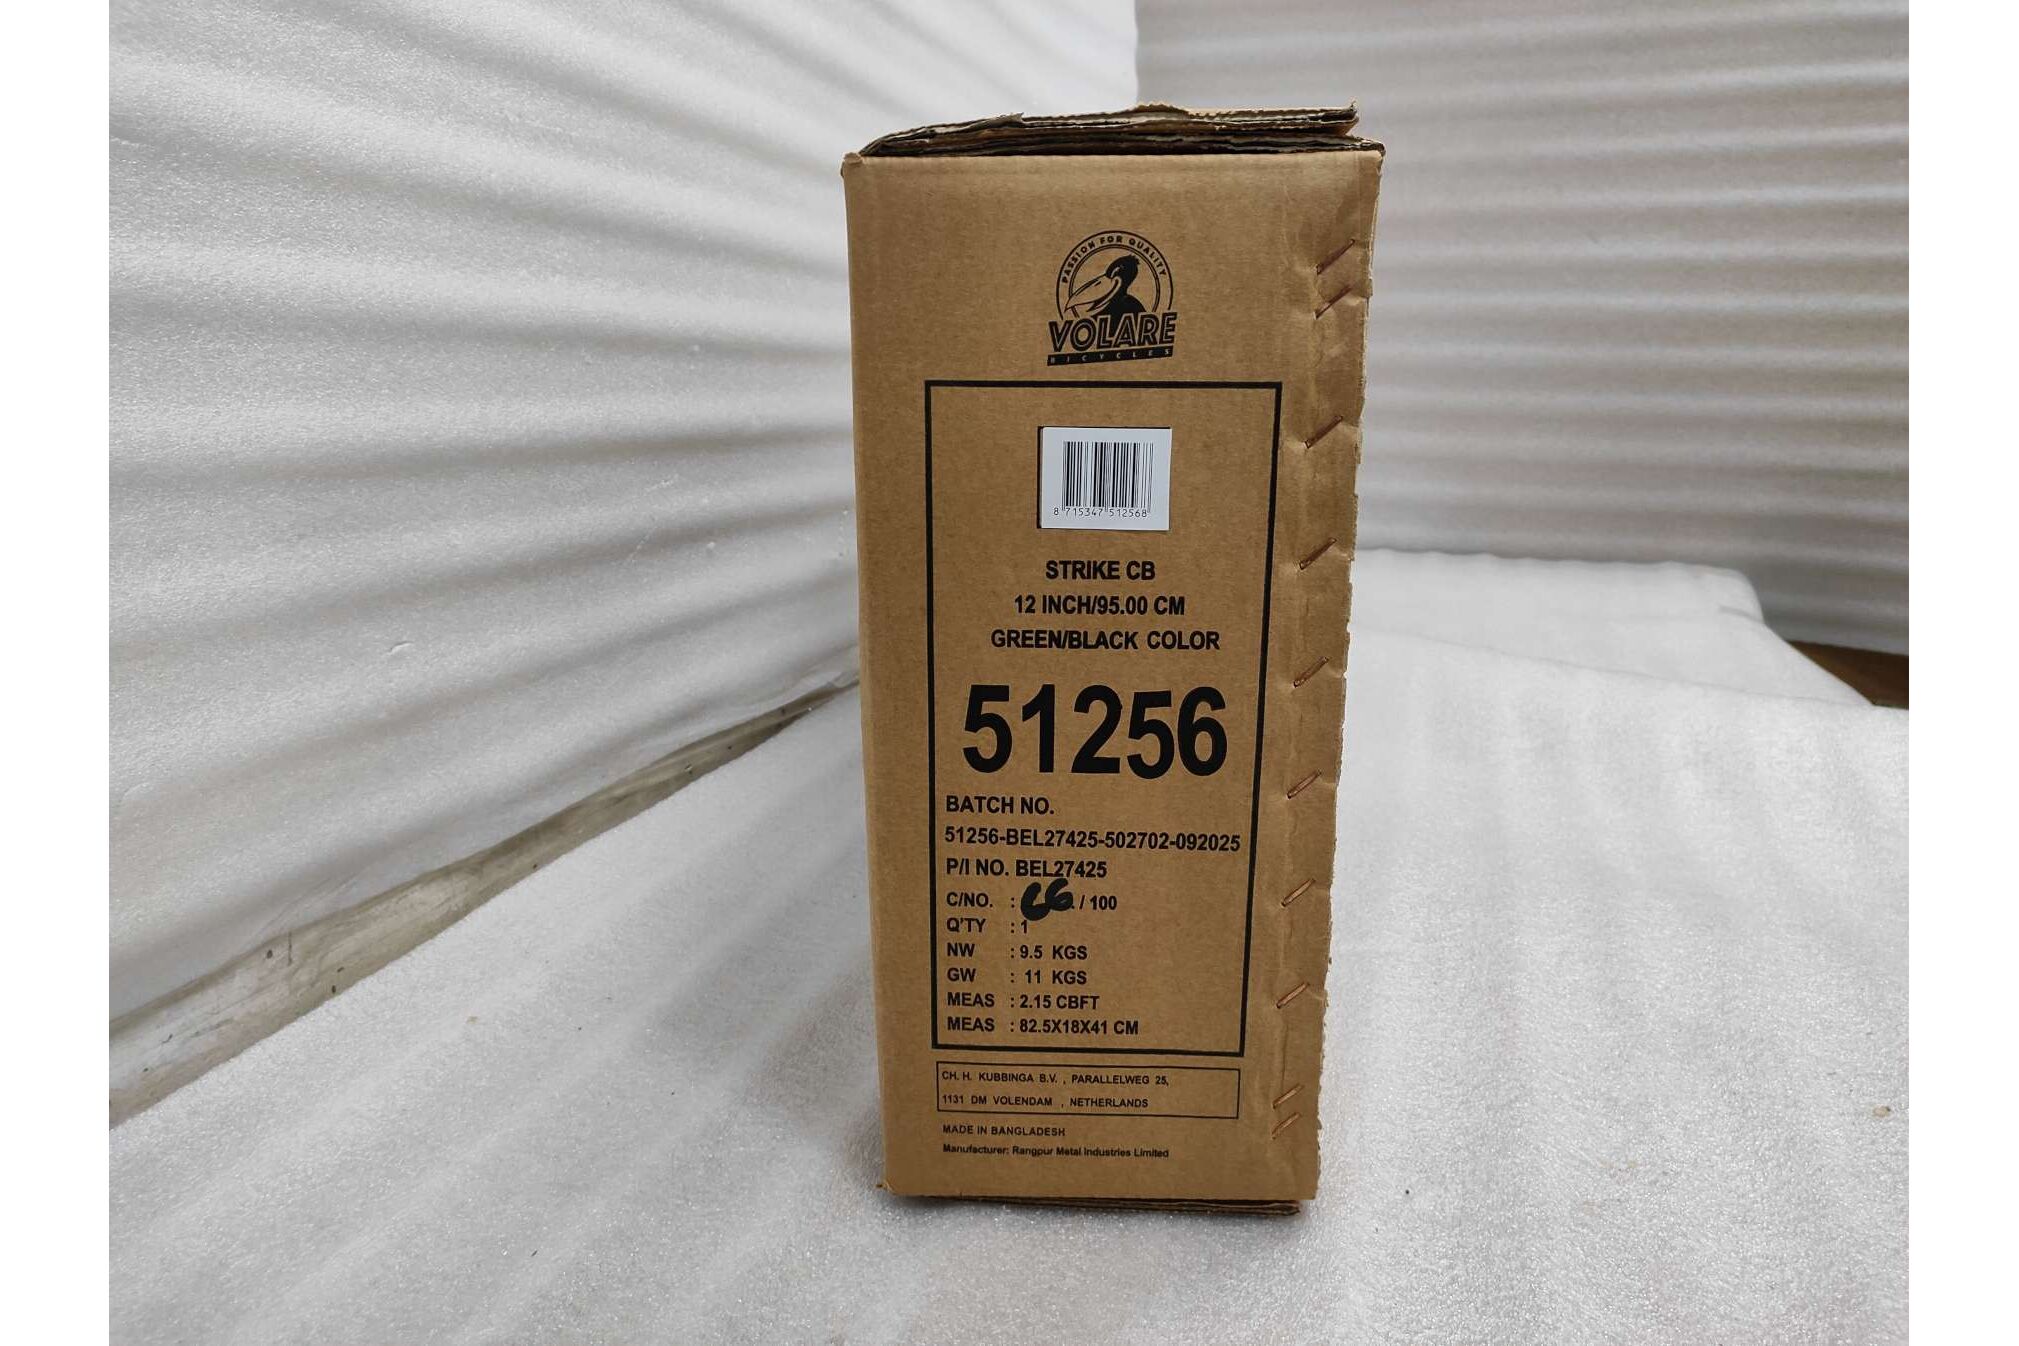 PASSION FOR QUALITY
VOLARE
BICYCLES
8 715347 512568
STRIKE CB
12 INCH/95.00 CM
GREEN/BLACK COLOR
51256
BATCH NO.
51256-BEL27425-502702-092025
P/I NO. BEL27425
C/NO. : 66 / 100
Q'TY : 1
NW : 9.5 KGS
GW : 11 KGS
MEAS : 2.15 CBFT
MEAS : 82.5X18X41 CM
CH. H. KUBBINGA B.V. , PARALLELWEG 25,
1131 DM VOLENDAM , NETHERLANDS
MADE IN BANGLADESH
Manufacturer: Rangpur Metal Industries Limited